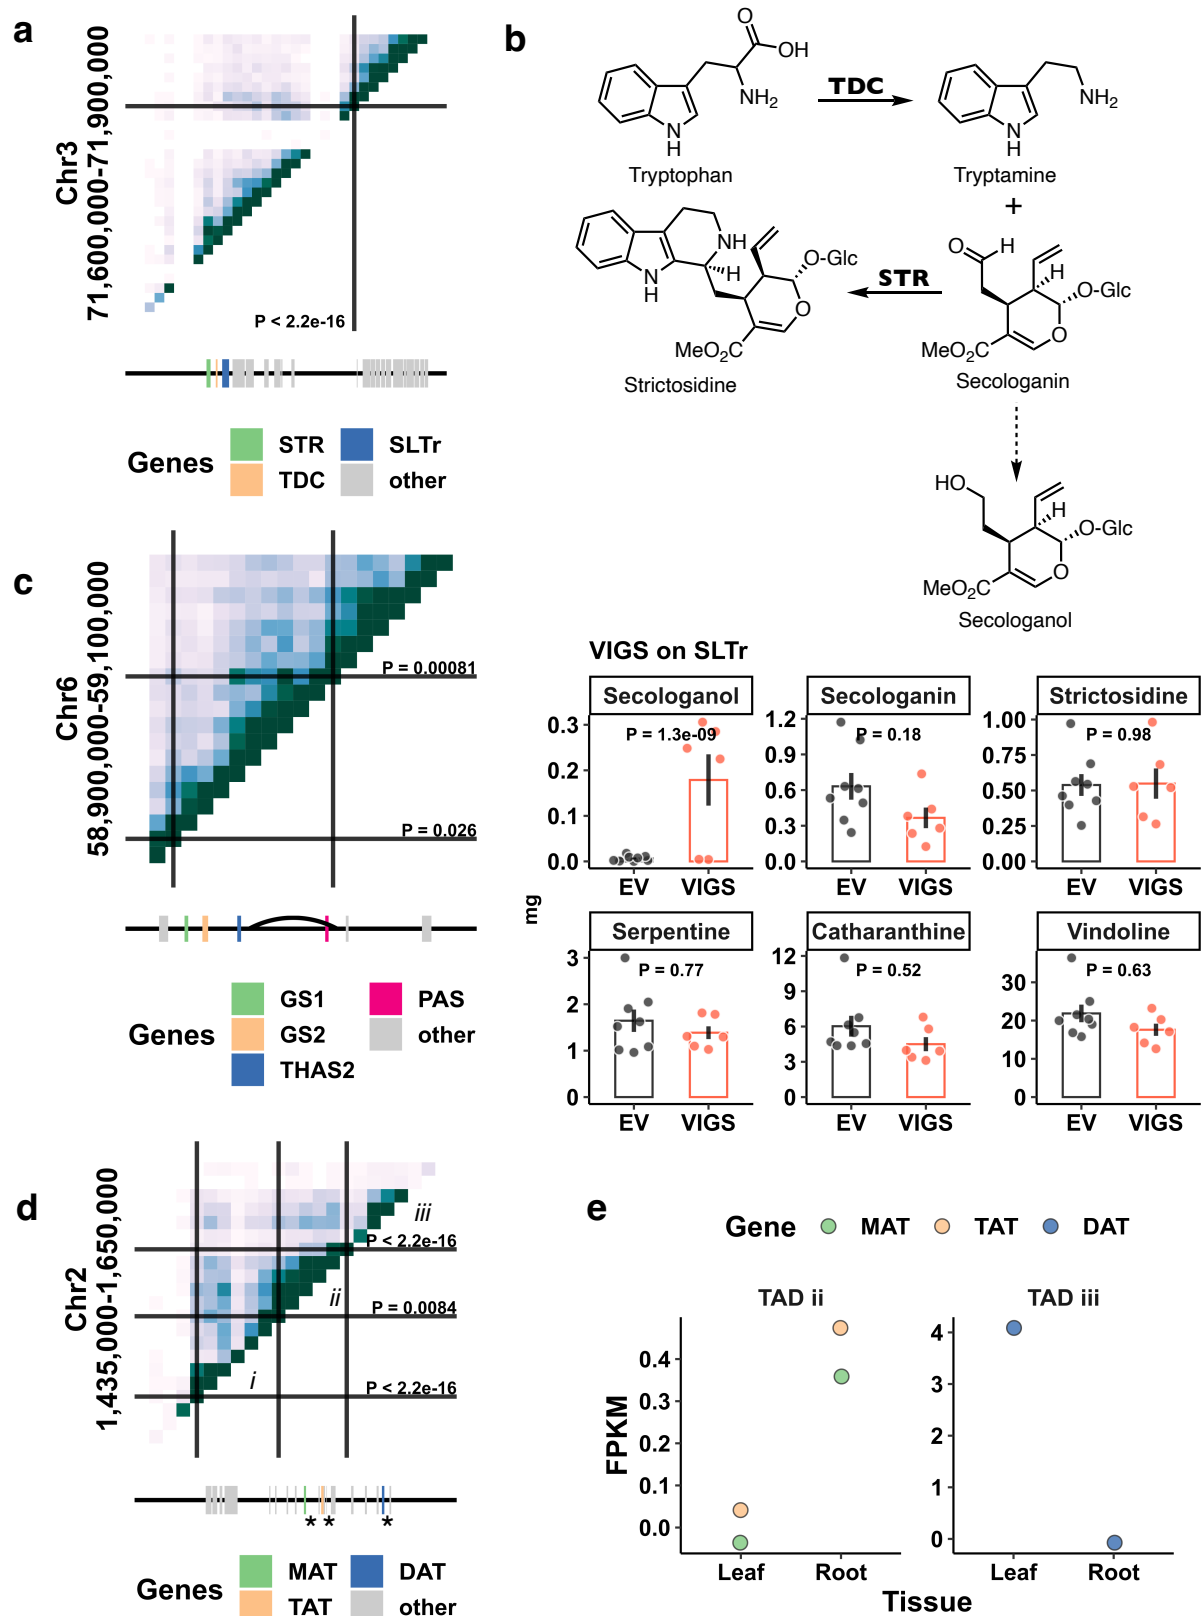 a
Chr3
71,600,000-71,900,000
P < 2.2e-16
Genes
STR
SLTr
TDC
other
b
O
OH
NH2
N
H
Tryptophan
TDC
NH2
N
H
Tryptamine
+
NH
H
N
H
O-Glc
O
MeO2C
Strictosidine
STR
O
H
H
O-Glc
O
MeO2C
Secologanin
HO
H
O-Glc
O
MeO2C
Secologanol
c
Chr6
58,900,000-59,100,000
P = 0.00081
P = 0.026
Genes
GS1
PAS
GS2
other
THAS2
VIGS on SLTr
mg
Secologanol
P = 1.3e-09
0.3
0.2
0.1
0.0
EV
VIGS
Secologanin
P = 0.18
1.2
0.9
0.6
0.3
0.0
EV
VIGS
Strictosidine
P = 0.98
1.00
0.75
0.50
0.25
0.00
EV
VIGS
Serpentine
P = 0.77
3
2
1
0
EV
VIGS
Catharanthine
P = 0.52
12
9
6
3
0
EV
VIGS
Vindoline
P = 0.63
30
20
10
0
EV
VIGS
d
Chr2
1,435,000-1,650,000
iii
P < 2.2e-16
ii
P = 0.0084
i
P < 2.2e-16
* * *
Genes
MAT
DAT
TAT
other
e
Gene
MAT
TAT
DAT
TAD ii
TAD iii
FPKM
0.4
0.3
0.2
0.1
0.0
Leaf
Root
4
3
2
1
0
Leaf
Root
Tissue